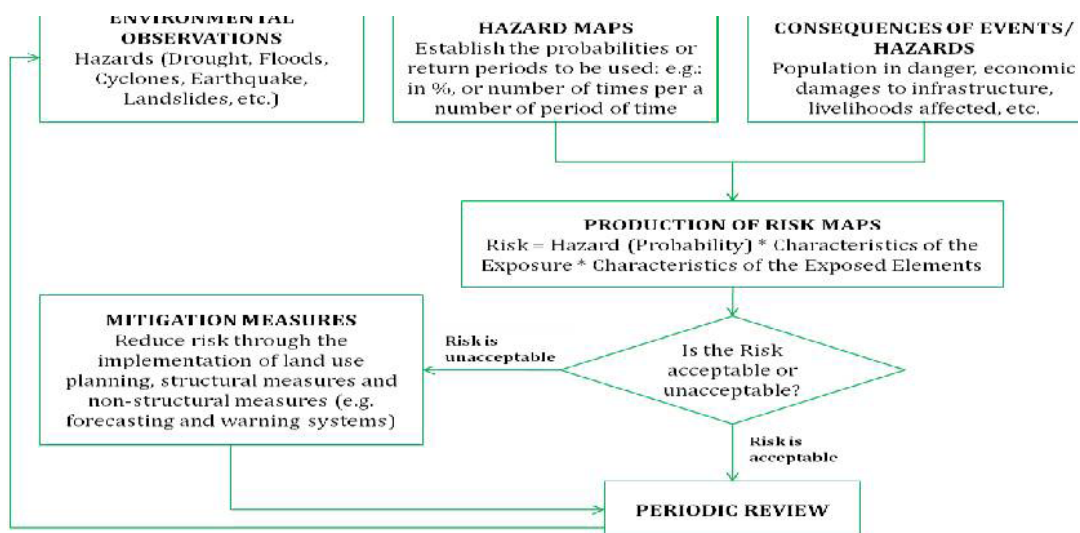 ENVIRONMENTAL
OBSERVATIONS
Hazards (Drought, Floods,
Cyclones, Earthquake,
Landslides, etc.)
HAZARD MAPS
Establish the probabilities or
return periods to be used: e.g.:
in %, or number of times per a
number of period of time
CONSEQUENCES OF EVENTS/
HAZARDS
Population in danger, economic
damages to infrastructure,
livelihoods affected, etc.
PRODUCTION OF RISK MAPS
Risk = Hazard (Probability) * Characteristics of the
Exposure * Characteristics of the Exposed Elements
MITIGATION MEASURES
Reduce risk through the
implementation of land use
planning, structural measures and
non-structural measures (e.g.
forecasting and warning systems)
Risk is
unacceptable
Is the Risk
acceptable or
unacceptable?
Risk is
acceptable
PERIODIC REVIEW